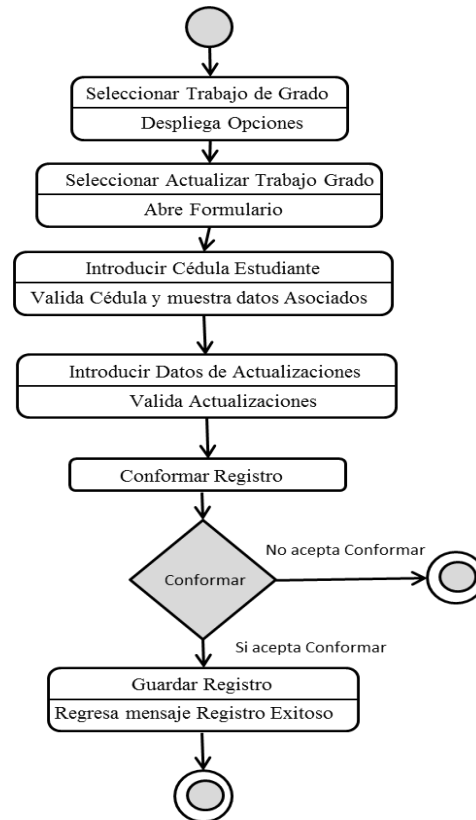 Seleccionar Trabajo de Grado
Despliega Opciones
Seleccionar Actualizar Trabajo Grado
Abre Formulario
Introducir Cédula Estudiante
Valida Cédula y muestra datos Asociados
Introducir Datos de Actualizaciones
Valida Actualizaciones
Conformar Registro
No acepta Conformar
Conformar
Si acepta Conformar
Guardar Registro
Regresa mensaje Registro Exitoso